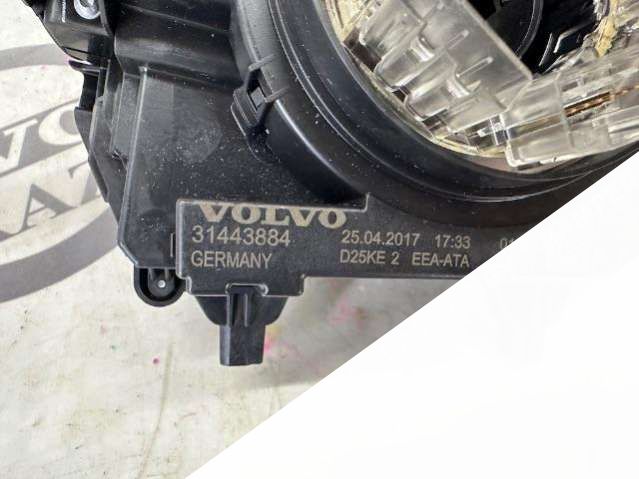 VOLVO
31443884 25.04.2017 17:33
GERMANY D25KE 2 EEA-ATA